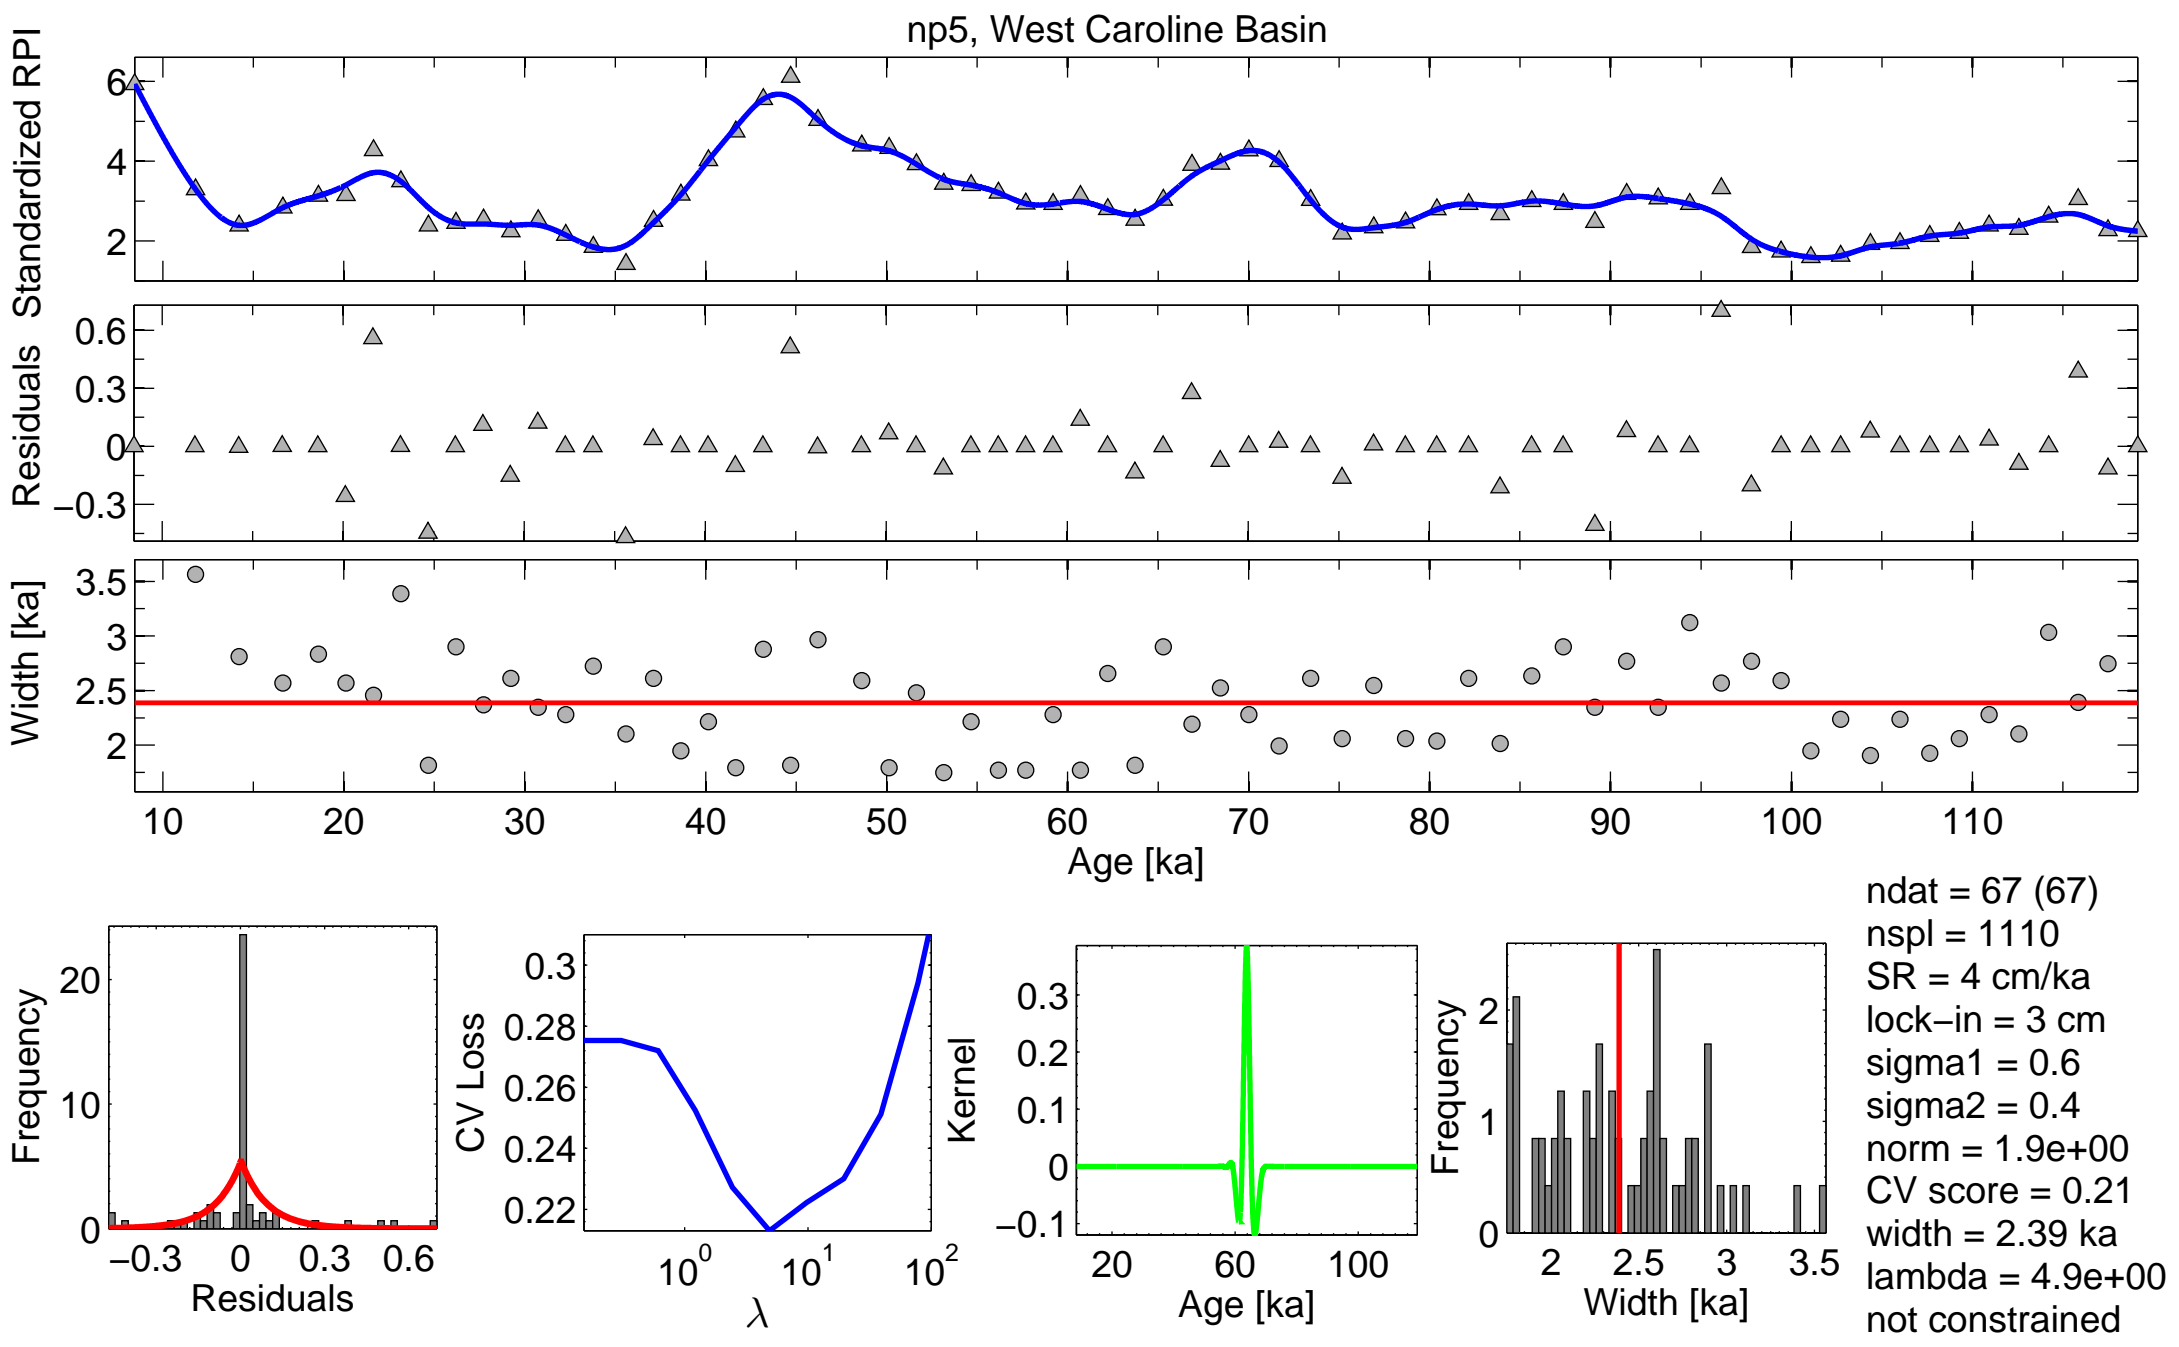 np5, West Caroline Basin
Standardized RPI
6
4
2
Residuals
0.6
0.3
0
−0.3
Width [ka]
3.5
3
2.5
2
10 20 30 40 50 60 70 80 90 100 110
Age [ka]
Frequency
20
10
0
−0.3 0 0.3 0.6
Residuals
CV Loss
0.3
0.28
0.26
0.24
0.22
10^0 10^1 10^2
λ
Kernel
0.3
0.2
0.1
0
−0.1
20 60 100
Age [ka]
Frequency
2
1
0
2 2.5 3 3.5
Width [ka]
ndat = 67 (67)
nspl = 1110
SR = 4 cm/ka
lock−in = 3 cm
sigma1 = 0.6
sigma2 = 0.4
norm = 1.9e+00
CV score = 0.21
width = 2.39 ka
lambda = 4.9e+00
not constrained